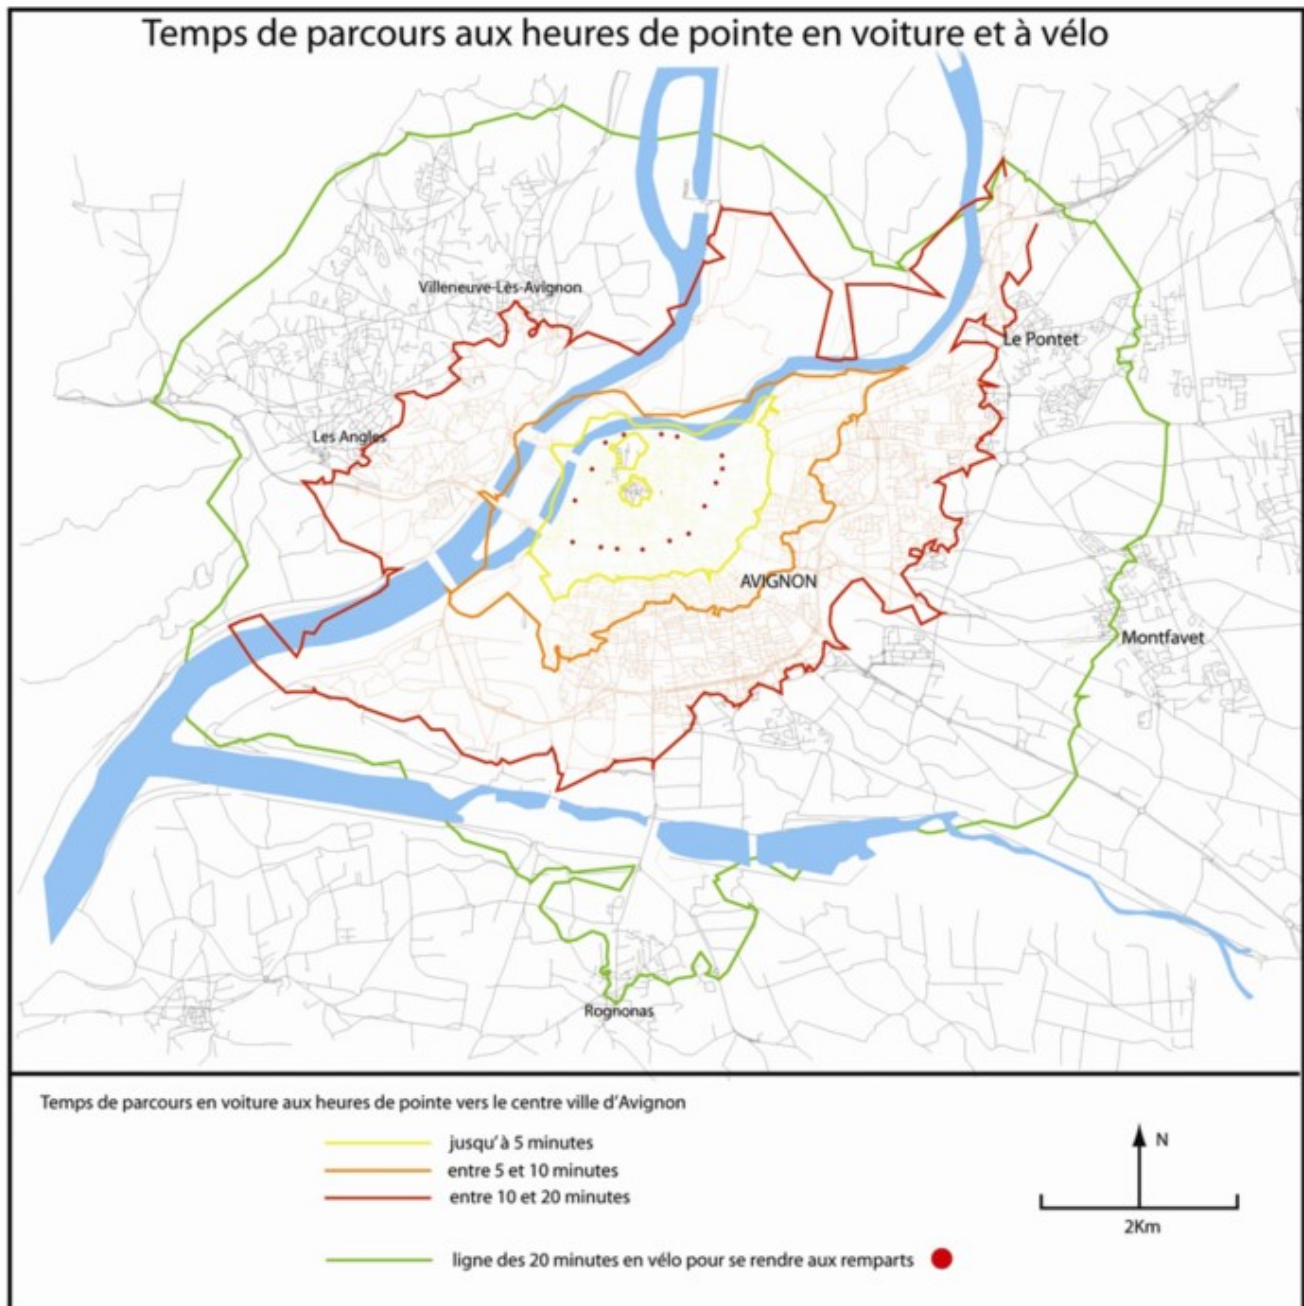 Temps de parcours aux heures de pointe en voiture et à vélo
Villeneuve-Lès-Avignon
Le Pontet
Les Angles
AVIGNON
Montfavet
Rognonas
Temps de parcours en voiture aux heures de pointe vers le centre ville d'Avignon
jusqu'à 5 minutes
entre 5 et 10 minutes
entre 10 et 20 minutes
N
2Km
ligne des 20 minutes en vélo pour se rendre aux remparts